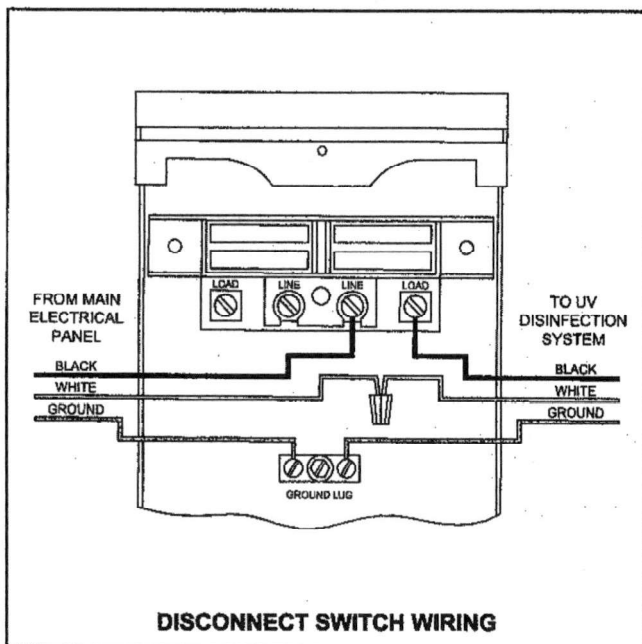 LOAD LINE LINE LOAD
FROM MAIN
ELECTRICAL
PANEL
TO UV
DISINFECTION
SYSTEM
BLACK
WHITE
GROUND
BLACK
WHITE
GROUND
GROUND LUG
DISCONNECT SWITCH WIRING